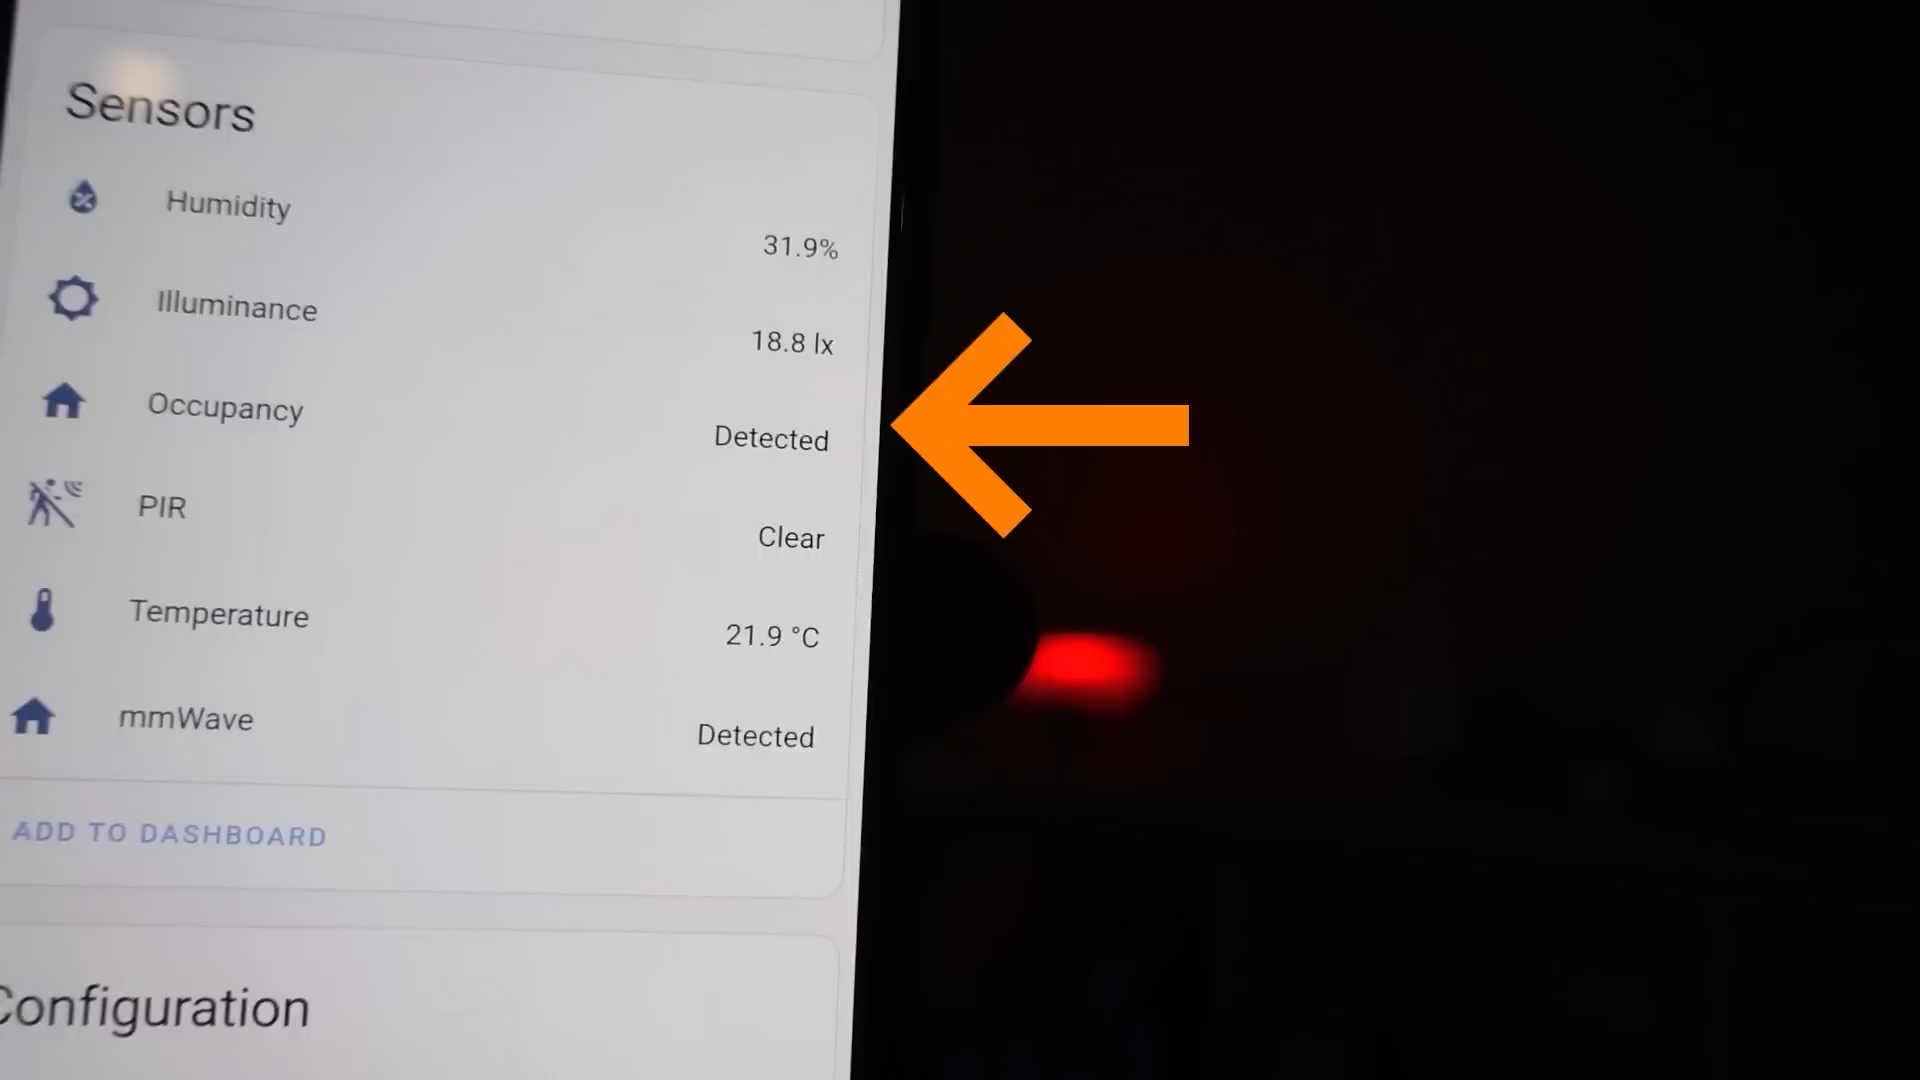 Sensors
Humidity
31.9%
Illuminance
18.8 lx
Occupancy
Detected
PIR
Clear
Temperature
21.9 °C
mmWave
Detected
ADD TO DASHBOARD
Configuration